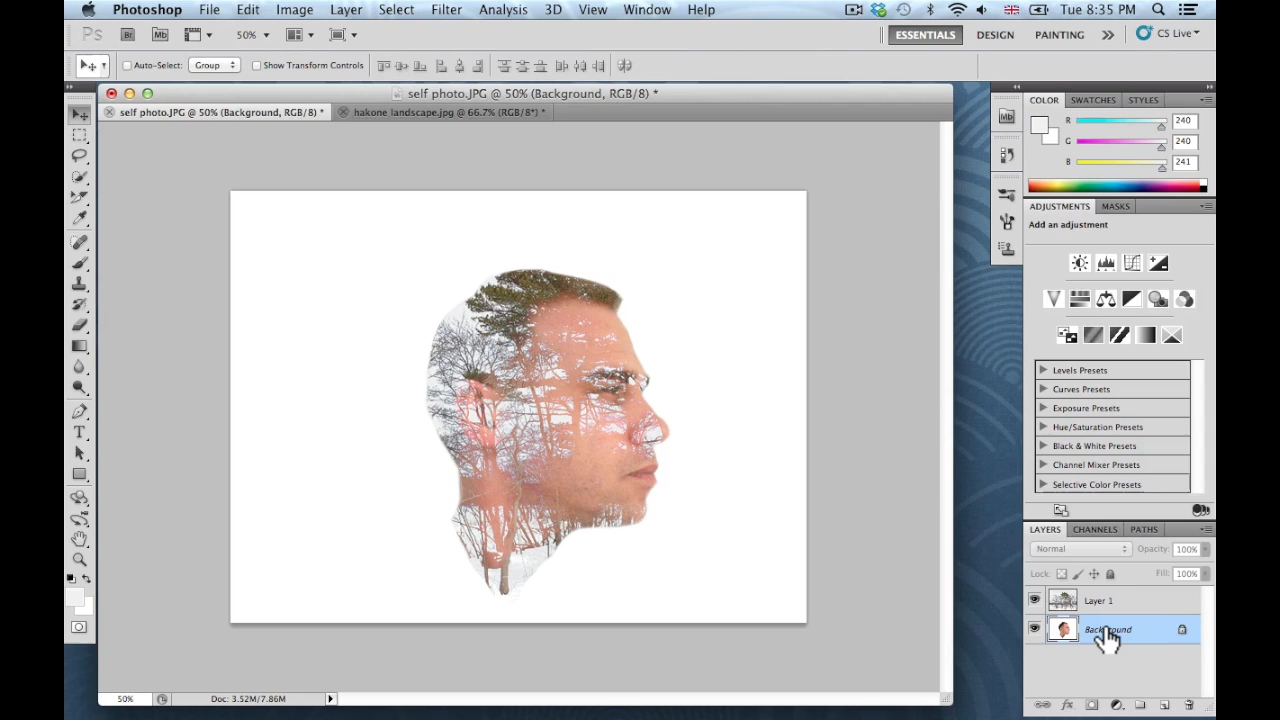 Photoshop File Edit Image Layer Select Filter Analysis 3D View Window Help Tue 8:35 PM
Ps Br Mb 50% ESSENTIALS DESIGN PAINTING CS Live
Auto-Select: Group Show Transform Controls
self photo.JPG @ 50% (Background, RGB/8) *
self photo.JPG @ 50% (Background, RGB/8) * hakone landscape.jpg @ 66.7% (RGB/8*) *
Mb
COLOR SWATCHES STYLES
R 240
G 240
B 241
ADJUSTMENTS MASKS
Add an adjustment
Levels Presets
Curves Presets
Exposure Presets
Hue/Saturation Presets
Black & White Presets
Channel Mixer Presets
Selective Color Presets
LAYERS CHANNELS PATHS
Normal Opacity: 100%
Lock: Fill: 100%
Layer 1
Background
50% Doc: 3.52M/7.86M